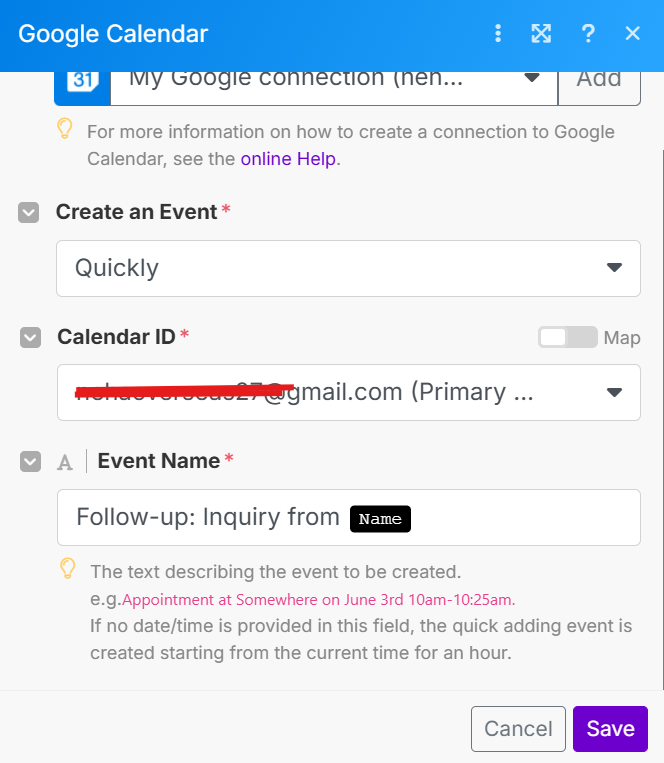 Google Calendar
31
My Google connection (nen...
Add
For more information on how to create a connection to Google
Calendar, see the online Help.
Create an Event *
Quickly
Calendar ID *
Map
@gmail.com (Primary ...
A
Event Name *
Follow-up: Inquiry from Name
The text describing the event to be created.
e.g.Appointment at Somewhere on June 3rd 10am-10:25am.
If no date/time is provided in this field, the quick adding event is
created starting from the current time for an hour.
Cancel
Save